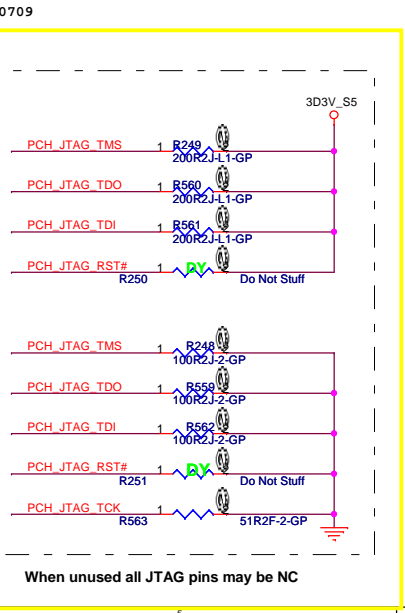 0709
3D3V_S5
PCH_JTAG_TMS 1 R249
200R2J-L1-GP
PCH_JTAG_TDO 1 R560
200R2J-L1-GP
PCH_JTAG_TDI 1 R561
200R2J-L1-GP
PCH_JTAG_RST# 1 DY
R250 Do Not Stuff
PCH_JTAG_TMS 1 R248
100R2J-2-GP
PCH_JTAG_TDO 1 R559
100R2J-2-GP
PCH_JTAG_TDI 1 R562
100R2J-2-GP
PCH_JTAG_RST# 1 DY
R251 Do Not Stuff
PCH_JTAG_TCK 1
R563 51R2F-2-GP
When unused all JTAG pins may be NC